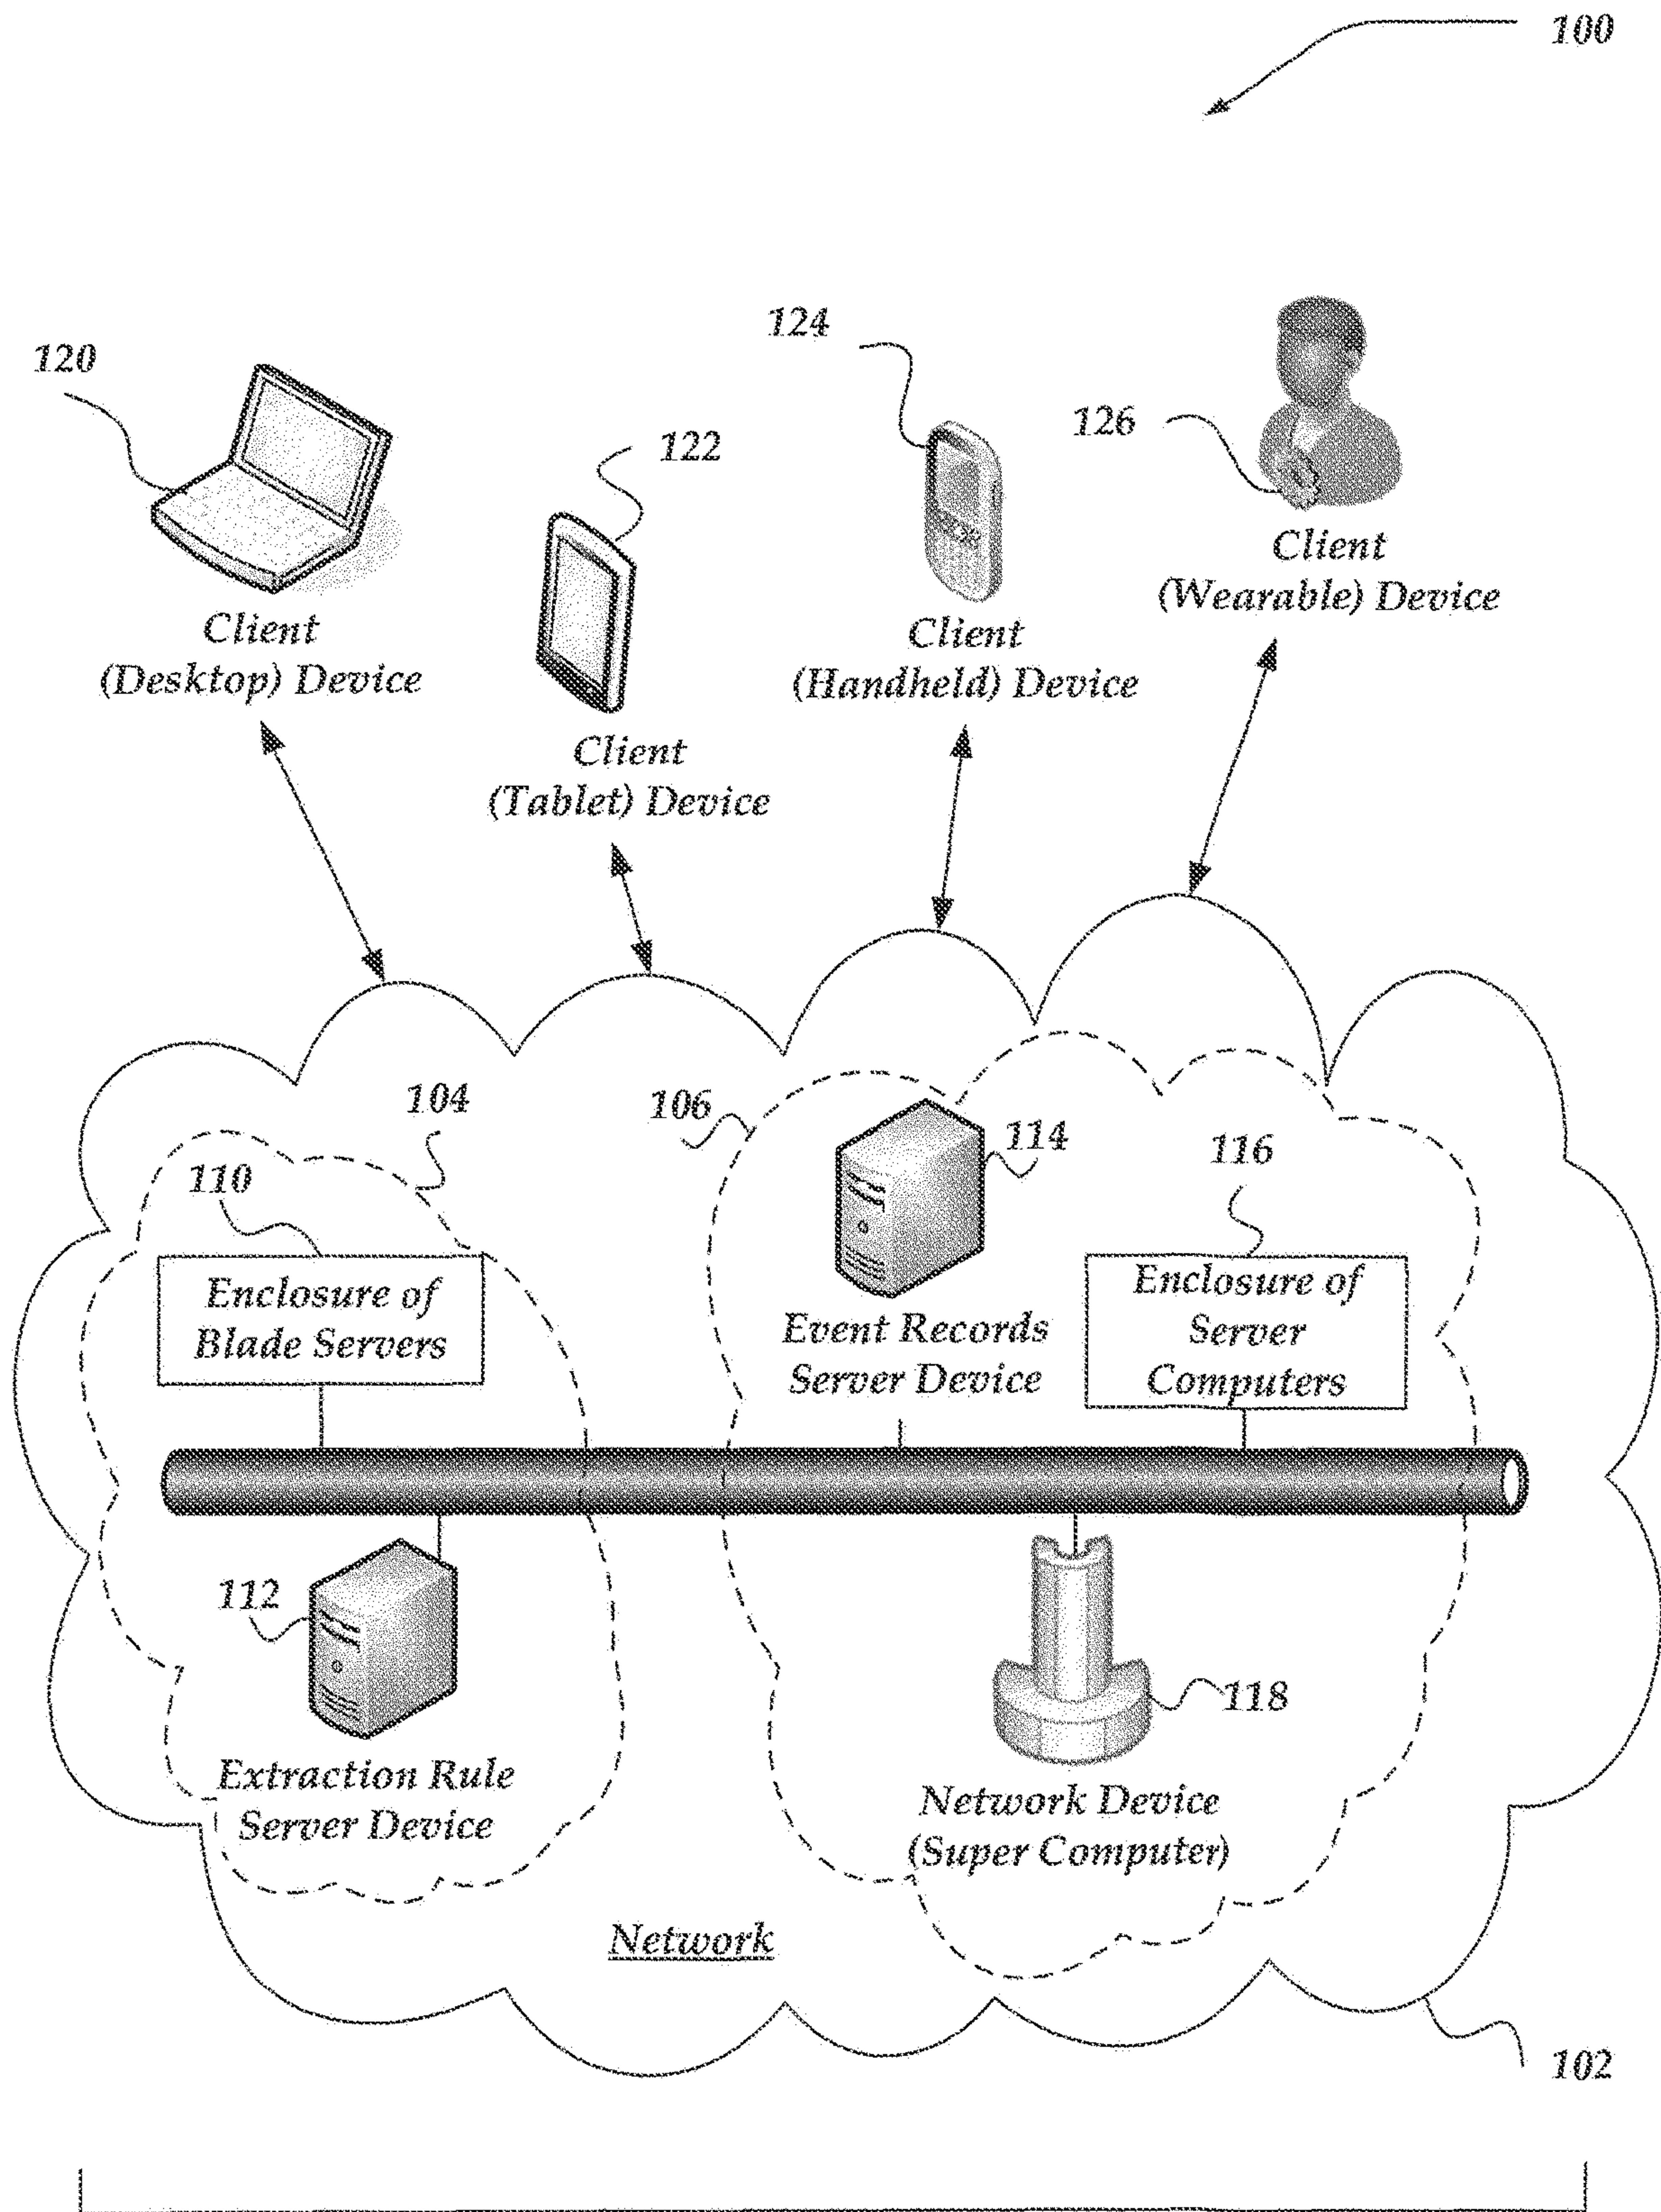 100
124
120
126
122
Client
(Wearable) Device
Client
(Desktop) Device
Client
(Handheld) Device
Client
(Tablet) Device
104
106
114
116
110
Enclosure of
Blade Servers
Enclosure of
Server
Computers
Event Records
Server Device
112
118
Extraction Rule
Server Device
Network Device
(Super Computer)
Network
102